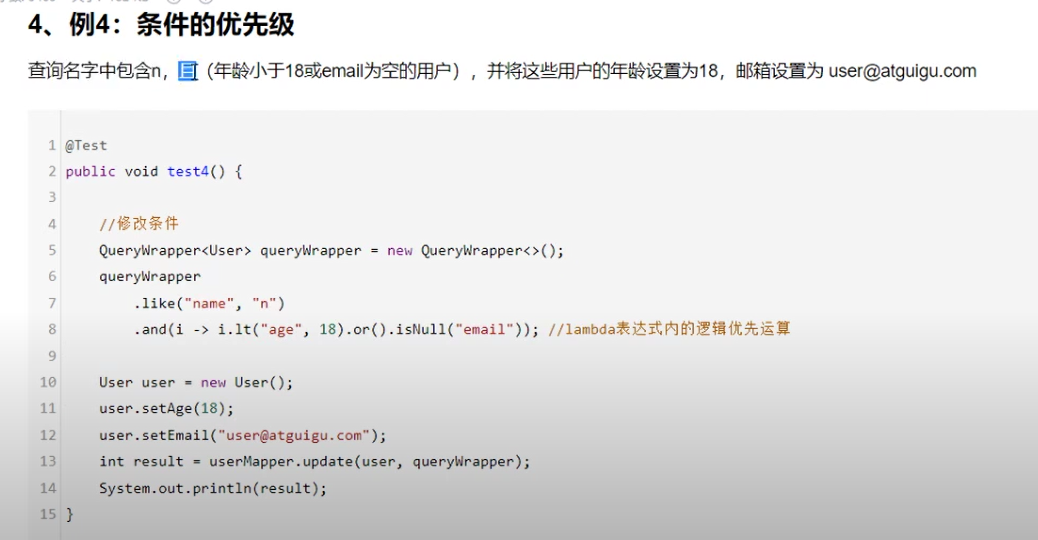 4、例4：条件的优先级
查询名字中包含n，且（年龄小于18或email为空的用户），并将这些用户的年龄设置为18，邮箱设置为 user@atguigu.com
1 @Test
2 public void test4() {
3
4 //修改条件
5 QueryWrapper<User> queryWrapper = new QueryWrapper<>();
6 queryWrapper
7 .like("name", "n")
8 .and(i -> i.lt("age", 18).or().isNull("email")); //lambda表达式内的逻辑优先运算
9
10 User user = new User();
11 user.setAge(18);
12 user.setEmail("user@atguigu.com");
13 int result = userMapper.update(user, queryWrapper);
14 System.out.println(result);
15 }